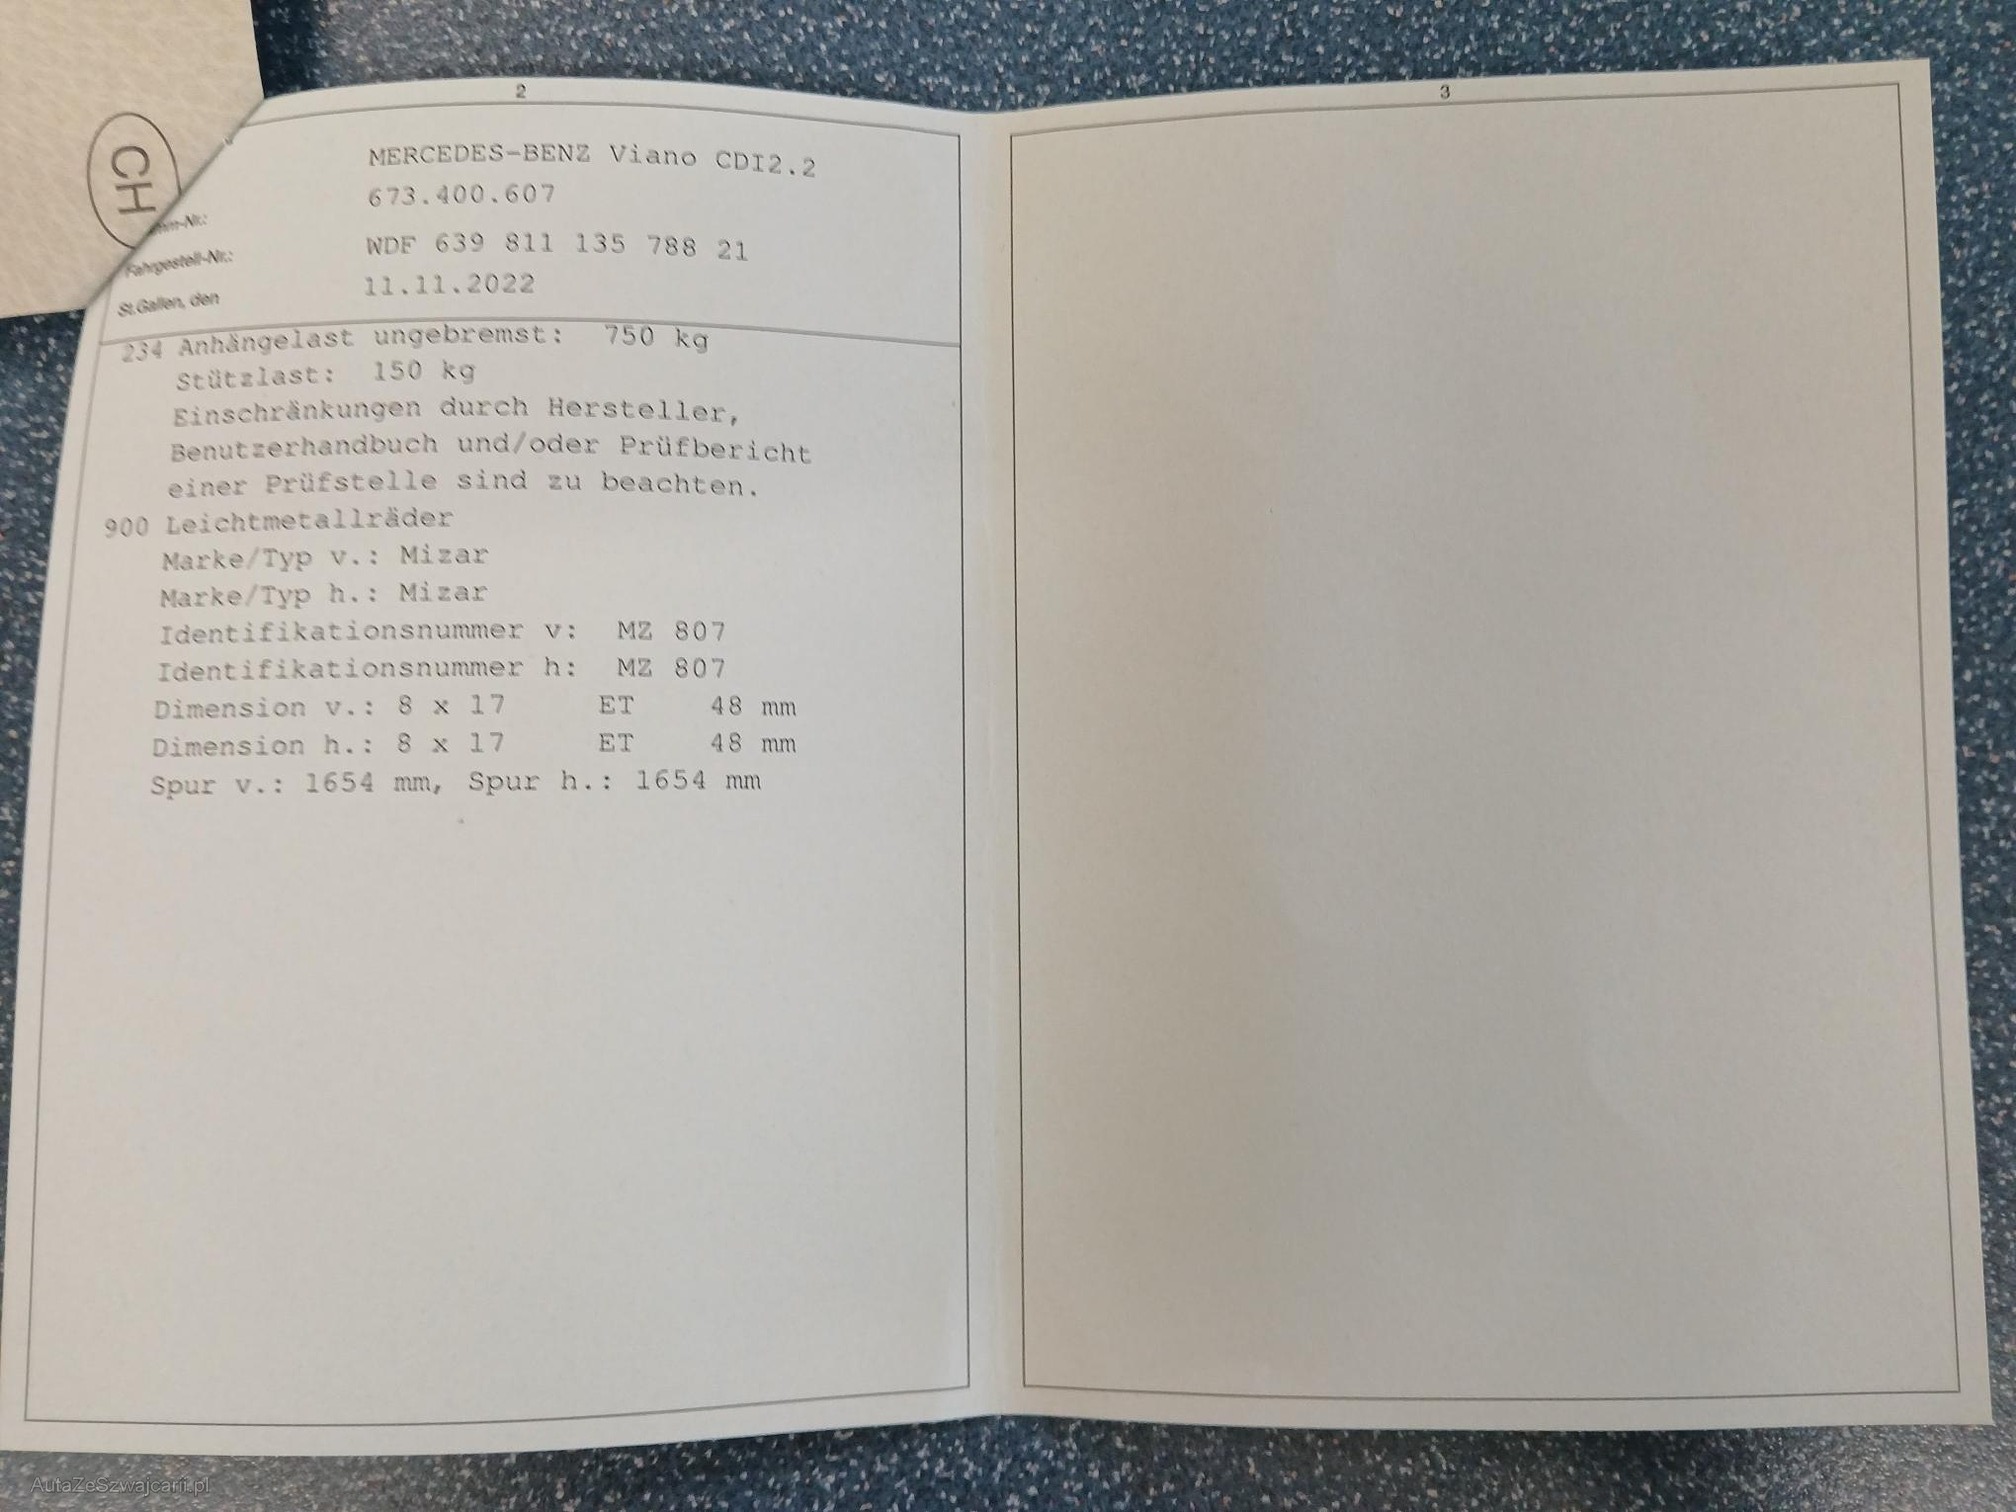 CH
2
MERCEDES-BENZ Viano CDI2.2
673.400.607
Fahrgestell-Nr.: WDF 639 811 135 788 21
St.Gallen, den 11.11.2022
234 Anhängelast ungebremst: 750 kg
Stützlast: 150 kg
Einschränkungen durch Hersteller,
Benutzerhandbuch und/oder Prüfbericht
einer Prüfstelle sind zu beachten.
900 Leichtmetallräder
Marke/Typ v.: Mizar
Marke/Typ h.: Mizar
Identifikationsnummer v: MZ 807
Identifikationsnummer h: MZ 807
Dimension v.: 8 x 17 ET 48 mm
Dimension h.: 8 x 17 ET 48 mm
Spur v.: 1654 mm, Spur h.: 1654 mm
3
AutaZeSzwajcarii.pl